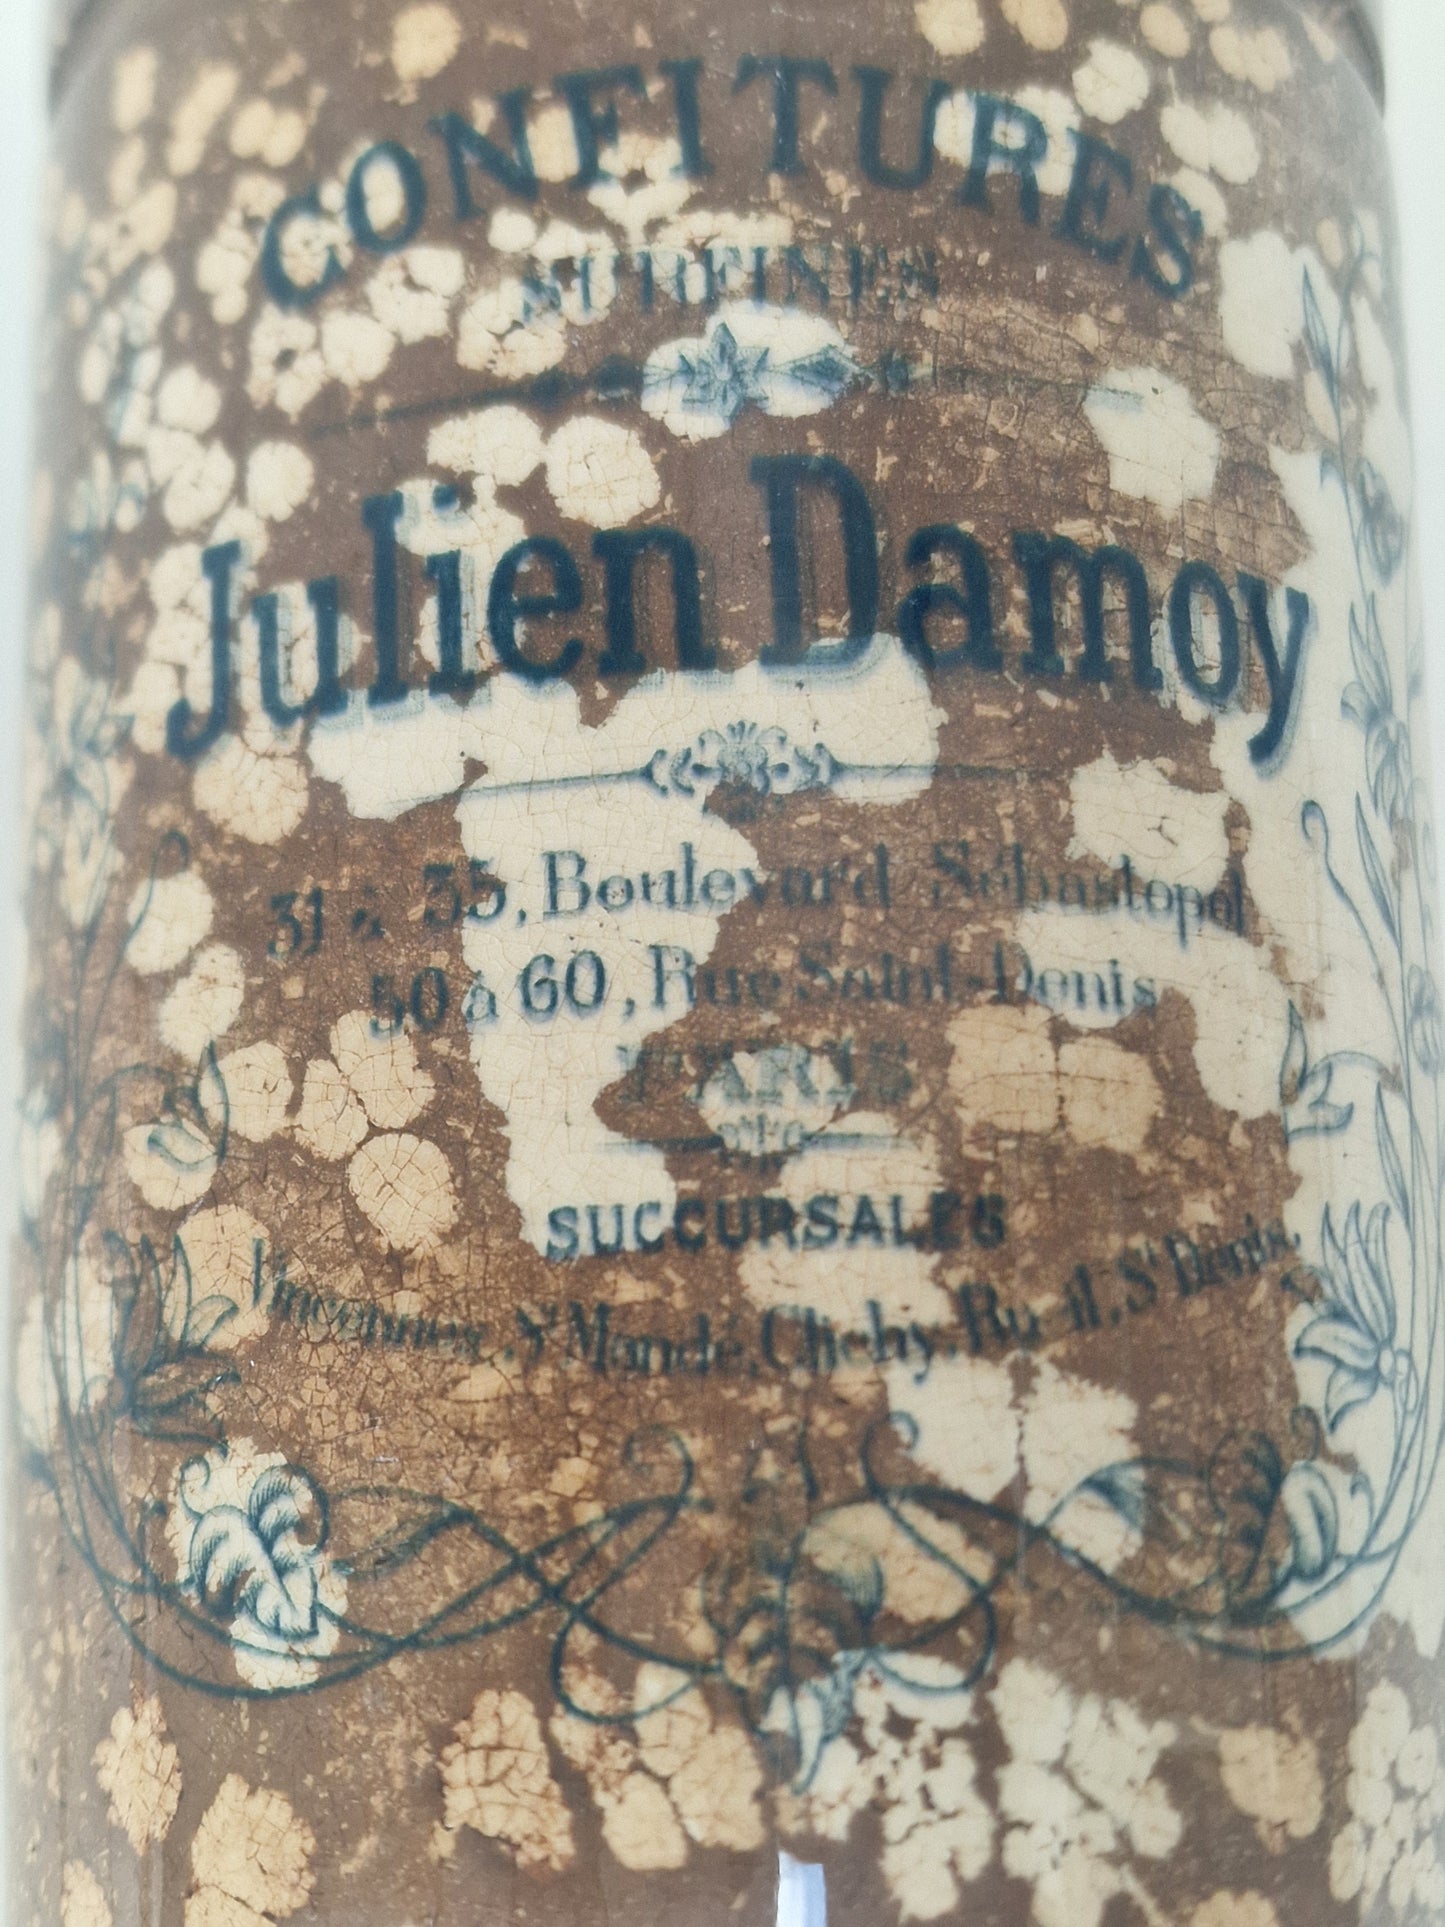 CONFITURES
SURFINES
Julien Damoy
31 à 35, Boulevard Sébastopol
50 à 60, Rue Saint-Denis
PARIS
SUCCURSALES
Vincennes, St Mandé, Clichy, Rueil, St Denis,